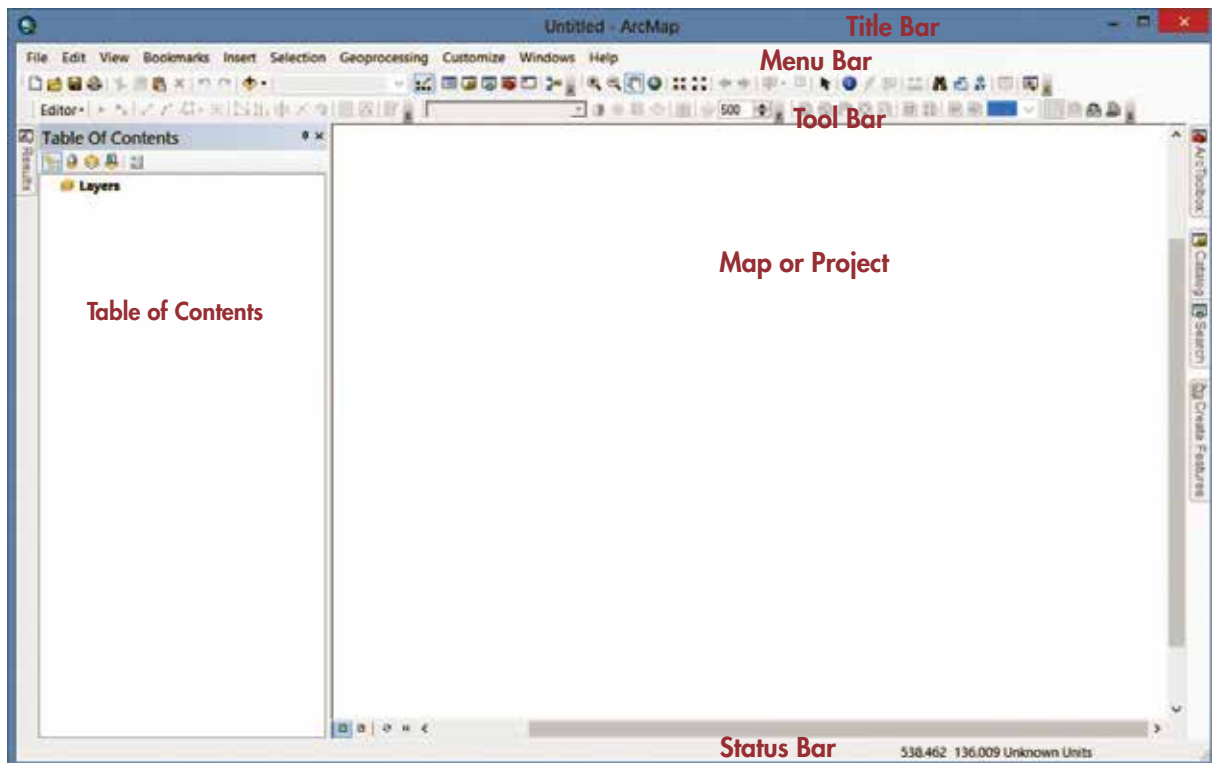 Untitled - ArcMap
Title Bar
File Edit View Bookmarks Insert Selection Geoprocessing Customize Windows Help
Menu Bar
Editor
500
Tool Bar
Results
Table Of Contents
Layers
Table of Contents
Map or Project
ArcToolbox
Catalog
Search
Create Features
Status Bar
538.462 136.009 Unknown Units